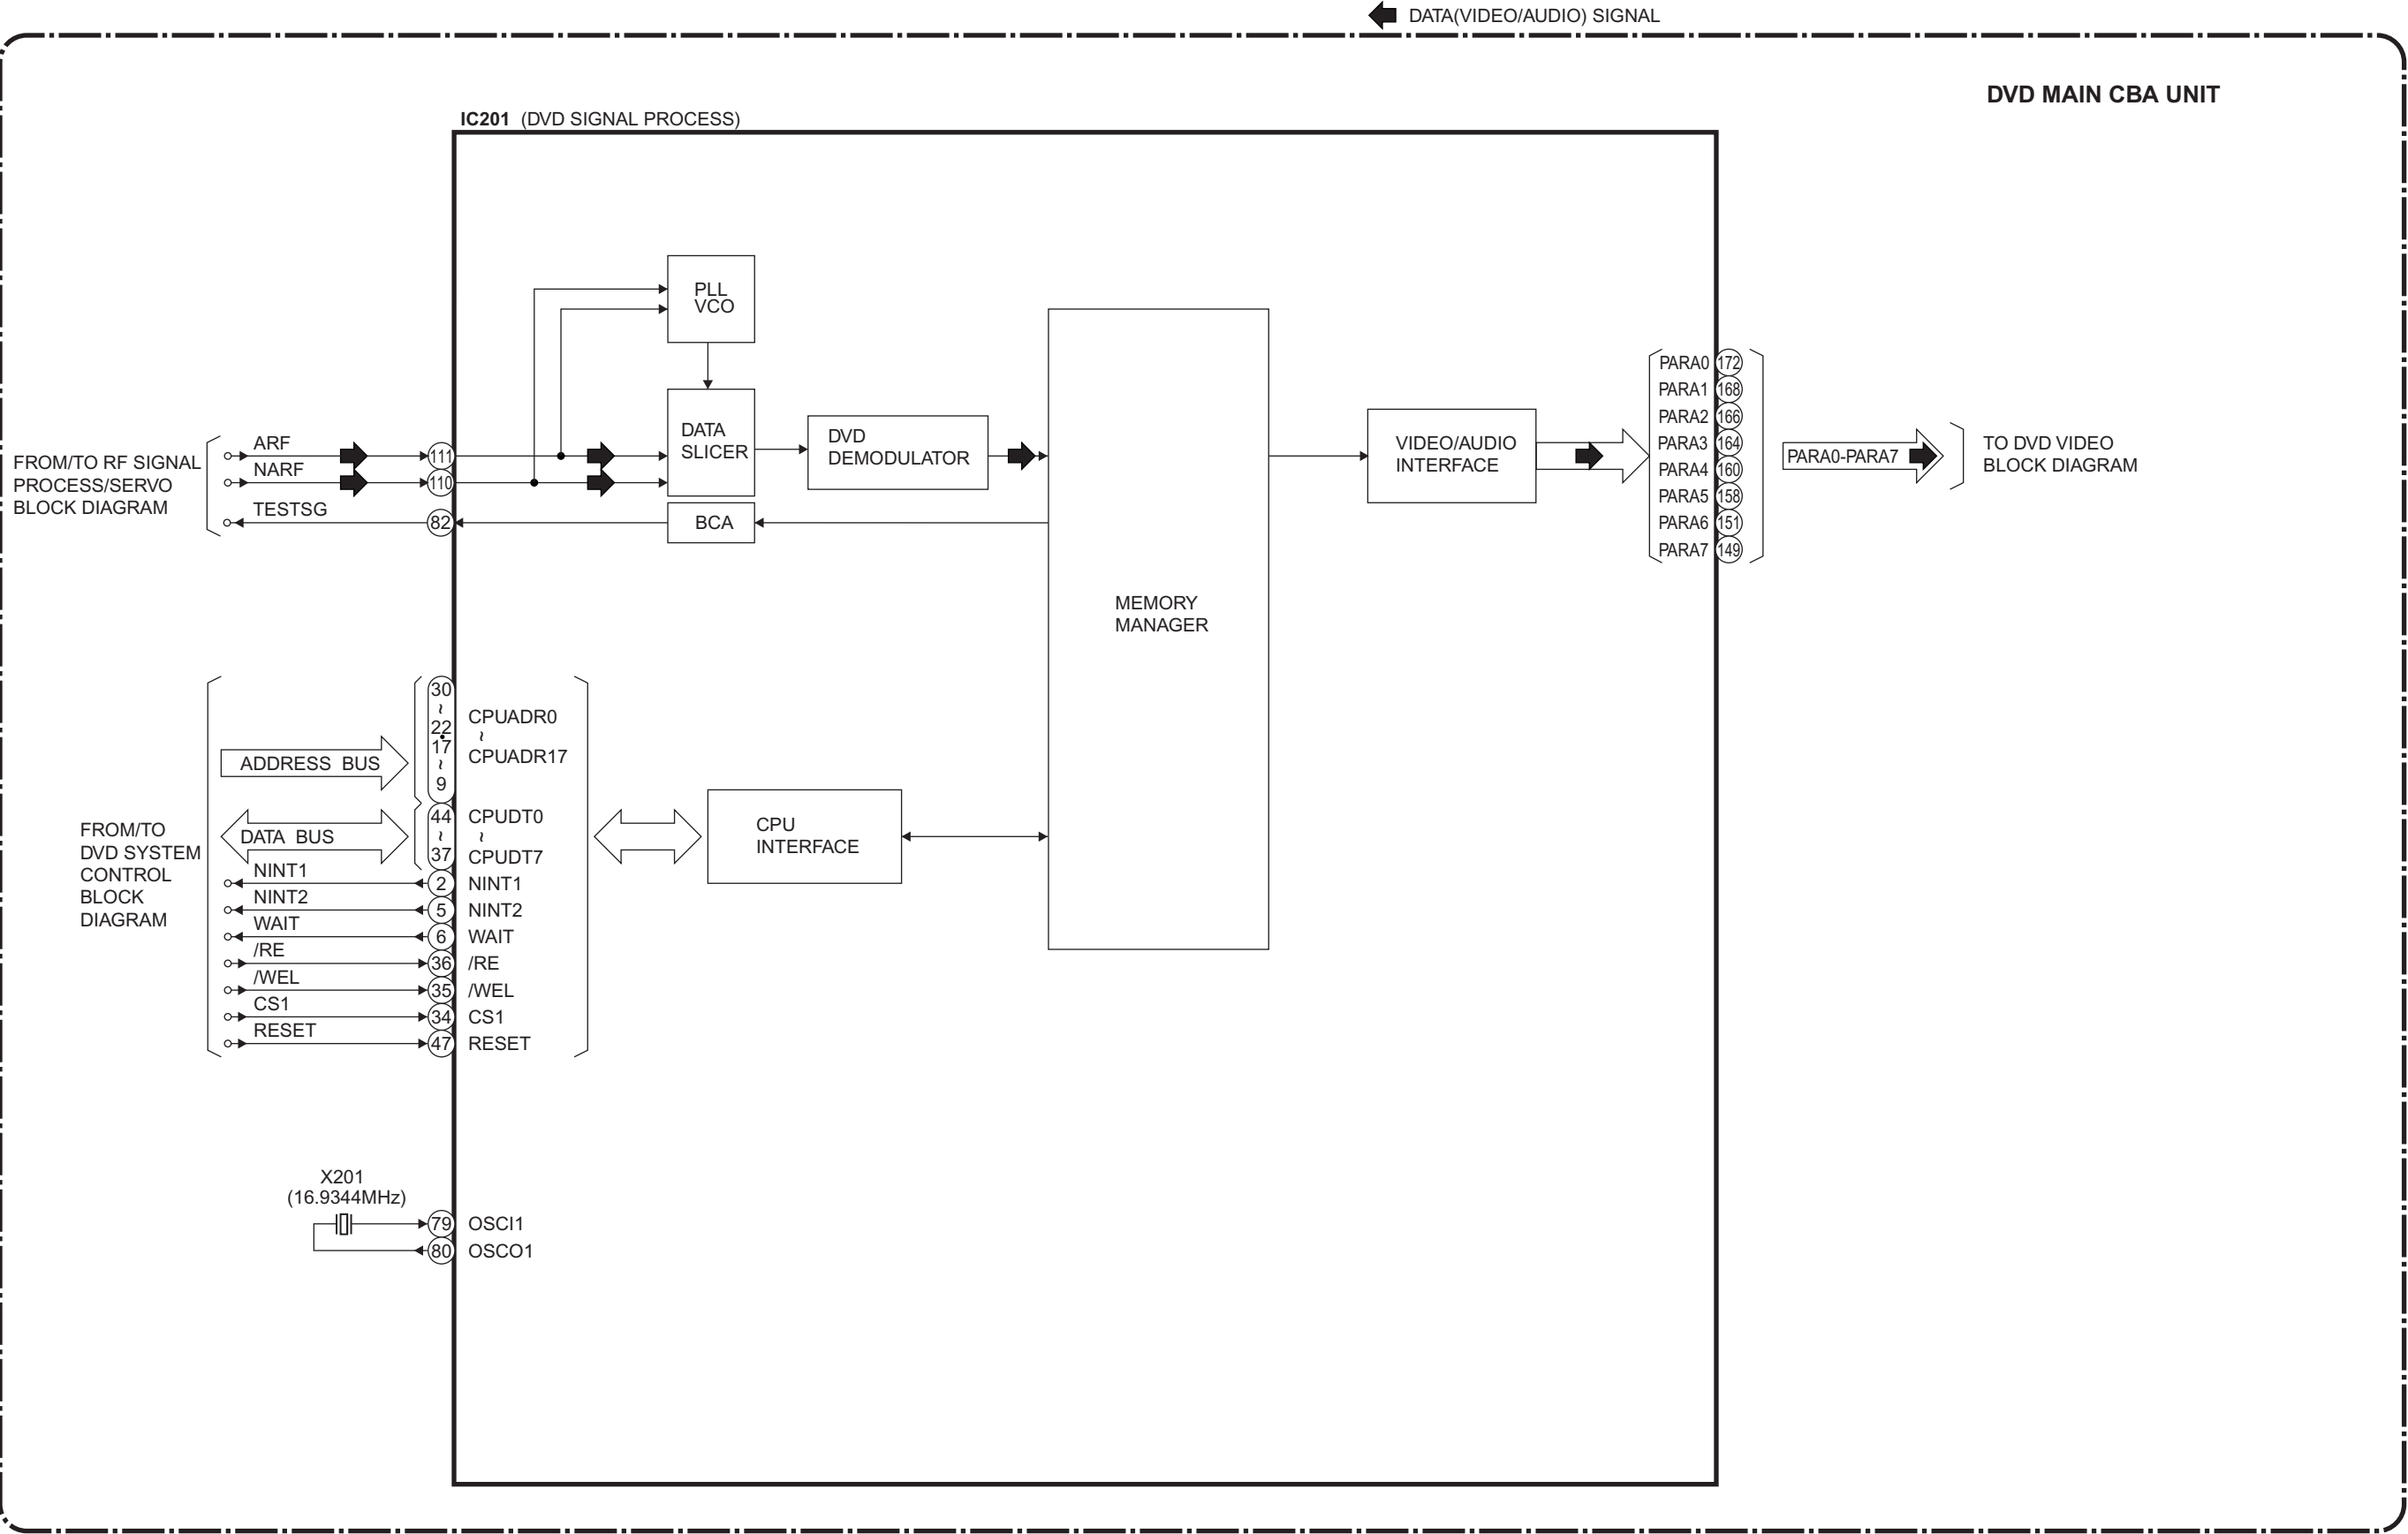 DATA(VIDEO/AUDIO) SIGNAL
DVD MAIN CBA UNIT
IC201 (DVD SIGNAL PROCESS)
PLL
VCO
DATA
SLICER
DVD
DEMODULATOR
BCA
MEMORY
MANAGER
VIDEO/AUDIO
INTERFACE
FROM/TO RF SIGNAL
PROCESS/SERVO
BLOCK DIAGRAM
ARF
111
NARF
110
TESTSG
82
PARA0 172
PARA1 168
PARA2 166
PARA3 164
PARA4 160
PARA5 158
PARA6 151
PARA7 149
PARA0-PARA7
TO DVD VIDEO
BLOCK DIAGRAM
FROM/TO
DVD SYSTEM
CONTROL
BLOCK
DIAGRAM
ADDRESS BUS
30
~
22
17
~
9
CPUADR0
~
CPUADR17
DATA BUS
44
~
37
CPUDT0
~
CPUDT7
NINT1 2 NINT1
NINT2 5 NINT2
WAIT 6 WAIT
/RE 36 /RE
/WEL 35 /WEL
CS1 34 CS1
RESET 47 RESET
CPU
INTERFACE
X201
(16.9344MHz)
79 OSCI1
80 OSCO1